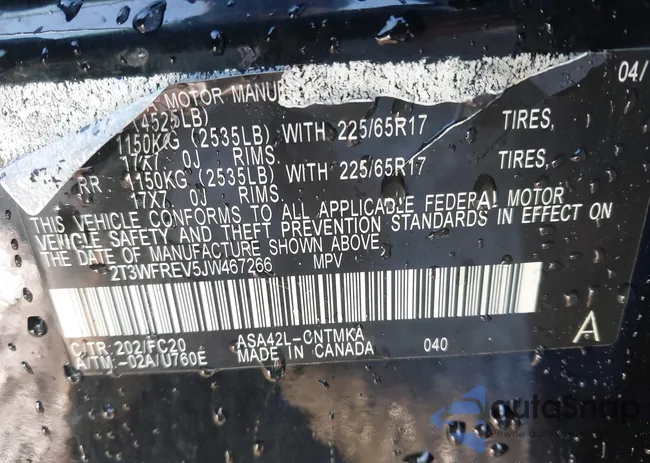 04/
A MOTOR MANU
(4525LB)
1150KG (2535LB) WITH 225/65R17 TIRES,
17X7.0J RIMS.
RR 1150KG (2535LB) WITH 225/65R17 TIRES,
17X7.0J RIMS.
THIS VEHICLE CONFORMS TO ALL APPLICABLE FEDERAL MOTOR
VEHICLE SAFETY AND THEFT PREVENTION STANDARDS IN EFFECT ON
THE DATE OF MANUFACTURE SHOWN ABOVE.
2T3WFREV5JW467266 MPV
C/TR:202/FC20 ASA42L-CNTMKA A
A/TM:-02A/U760E MADE IN CANADA 040
autoSnap